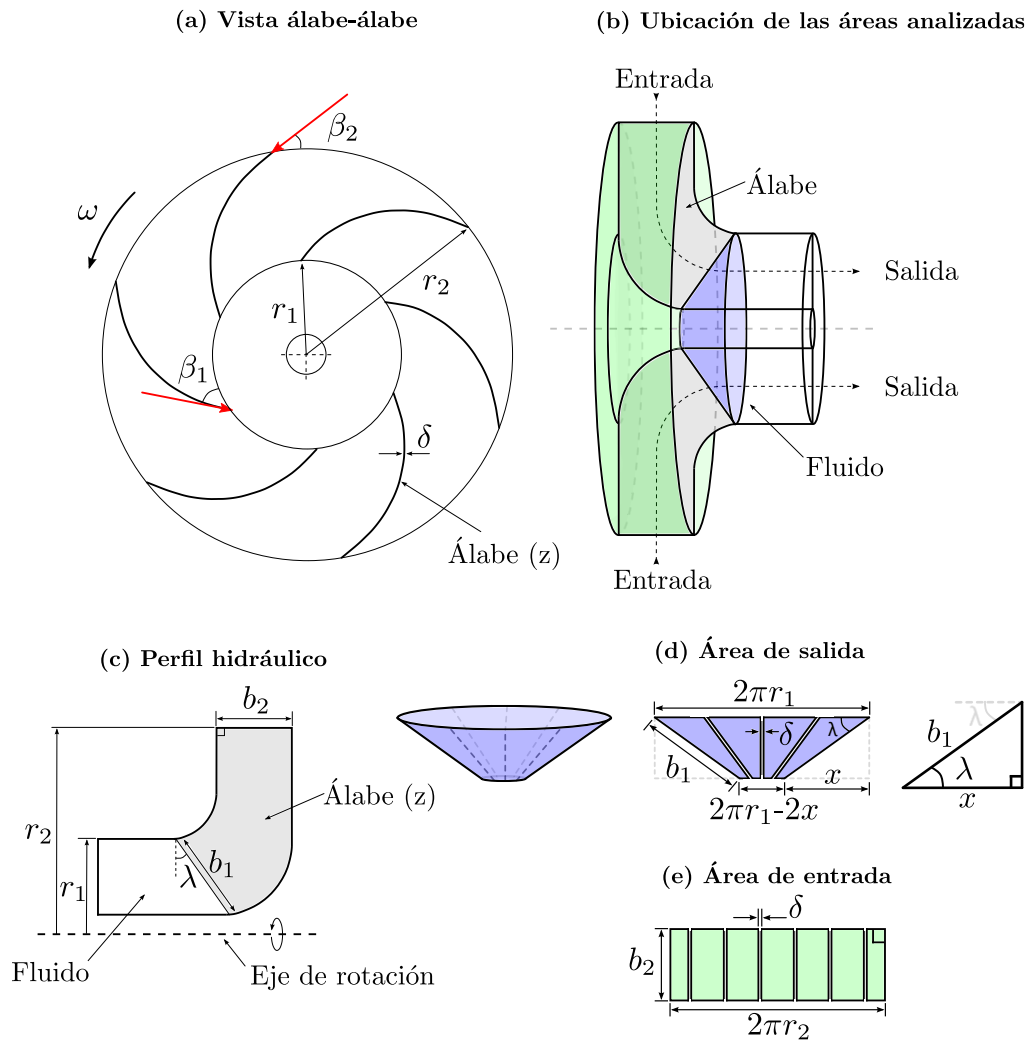 (a) Vista álabe-álabe
β₂
ω
r₂
r₁
β₁
δ
Álabe (z)
(b) Ubicación de las áreas analizadas
Entrada
Álabe
Salida
Salida
Fluido
Entrada
(c) Perfil hidráulico
b₂
Álabe (z)
r₂
b₁
λ
r₁
Fluido
Eje de rotación
(d) Área de salida
2πr₁
δ
λ
b₁
x
2πr₁-2x
λ
b₁
λ
x
(e) Área de entrada
δ
b₂
2πr₂